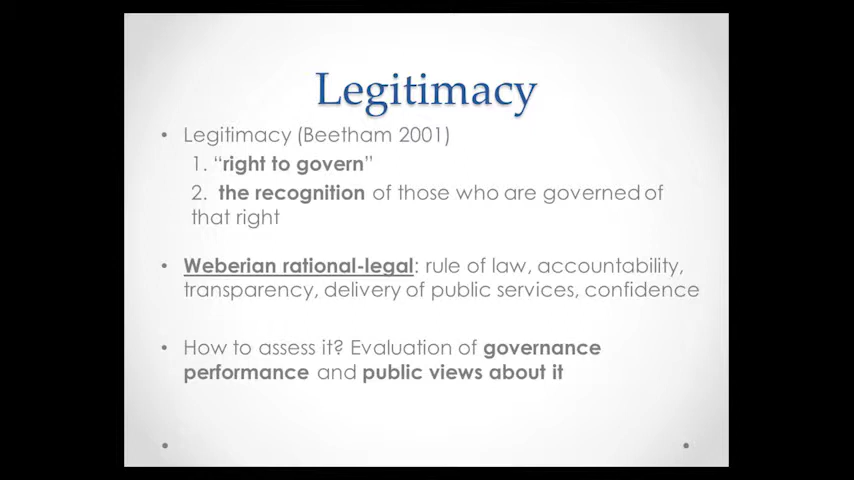 Legitimacy
• Legitimacy (Beetham 2001)
1. “right to govern”
2. the recognition of those who are governed of
that right
• Weberian rational-legal: rule of law, accountability,
transparency, delivery of public services, confidence
• How to assess it? Evaluation of governance
performance and public views about it